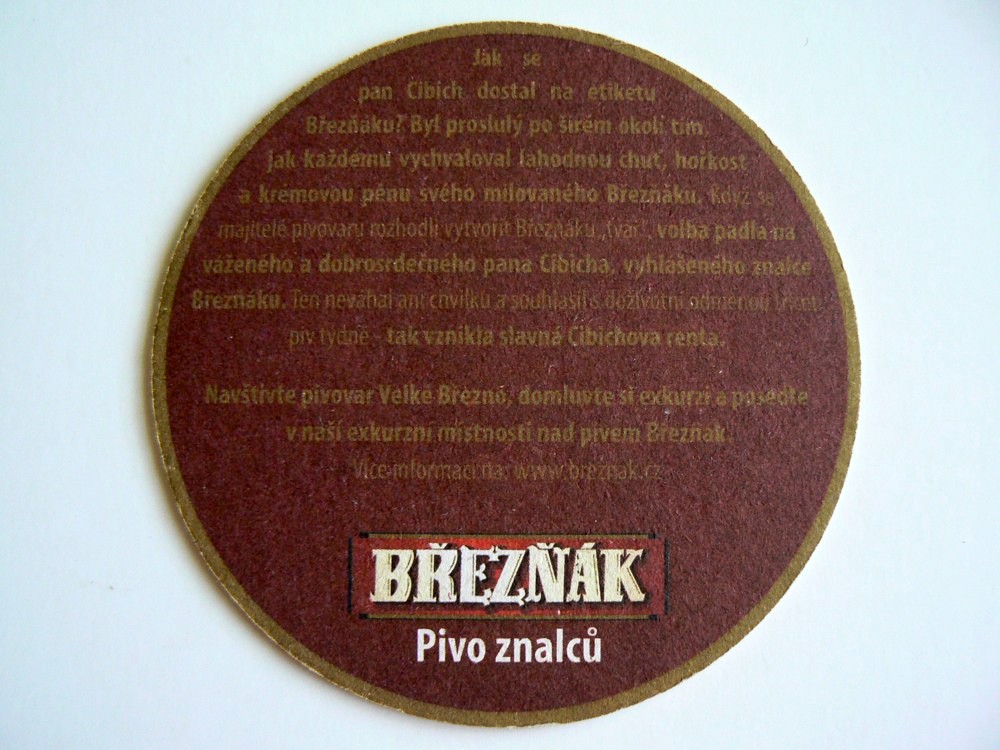 Jak se
pan Cibich dostal na etiketu
Březňáku? Byl proslulý po širém okolí tím,
jak každému vychvaloval lahodnou chuť, hořkost
a krémovou pěnu svého milovaného Březňáku. Když se
majitelé pivovaru rozhodli vytvořit Březňáku „tvář“, volba padla na
váženého a dobrosrdečného pana Cibicha, vyhlášeného znalce
Březňáku. Ten neváhal ani chvilku a souhlasil s doživotní odměnou třicet
piv týdně - tak vznikla slavná Cibichova renta.
Navštivte pivovar Velké Březno, domluvte si exkurzi a poseďte
v naší exkurzní místnosti nad pivem Březňák.
Více informací na: www.breznak.cz
BŘEZŇÁK
Pivo znalců